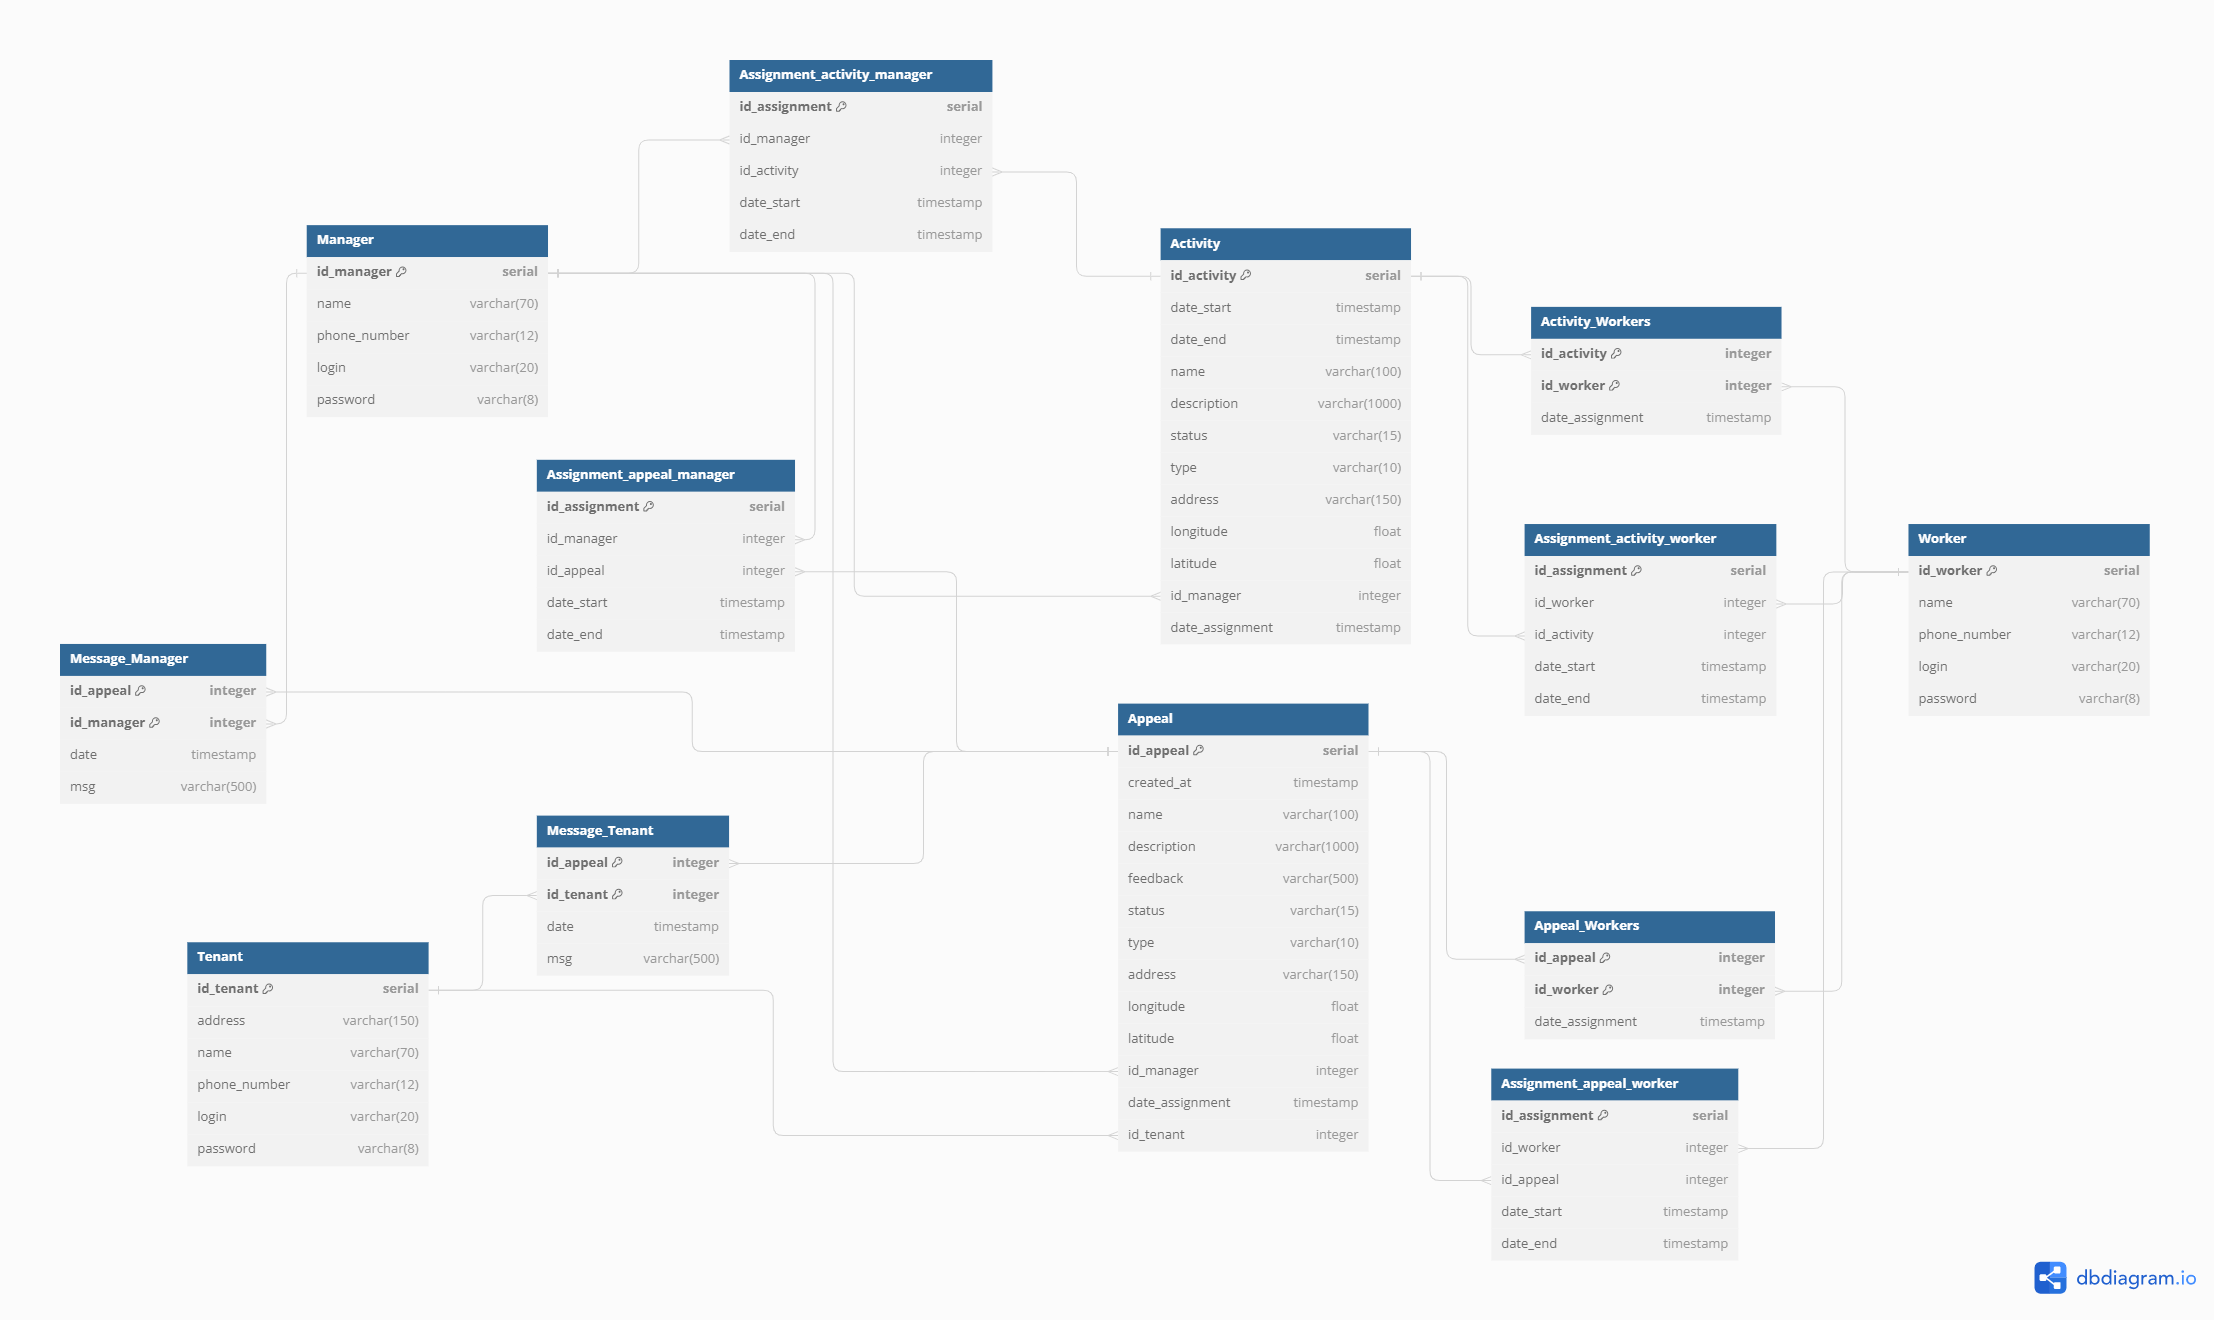 Assignment_activity_manager
id_assignment serial
id_manager integer
id_activity integer
date_start timestamp
date_end timestamp
Manager
id_manager serial
name varchar(70)
phone_number varchar(12)
login varchar(20)
password varchar(8)
Activity
id_activity serial
date_start timestamp
date_end timestamp
name varchar(100)
description varchar(1000)
status varchar(15)
type varchar(10)
address varchar(150)
longitude float
latitude float
id_manager integer
date_assignment timestamp
Activity_Workers
id_activity integer
id_worker integer
date_assignment timestamp
Assignment_appeal_manager
id_assignment serial
id_manager integer
id_appeal integer
date_start timestamp
date_end timestamp
Assignment_activity_worker
id_assignment serial
id_worker integer
id_activity integer
date_start timestamp
date_end timestamp
Worker
id_worker serial
name varchar(70)
phone_number varchar(12)
login varchar(20)
password varchar(8)
Message_Manager
id_appeal integer
id_manager integer
date timestamp
msg varchar(500)
Appeal
id_appeal serial
created_at timestamp
name varchar(100)
description varchar(1000)
feedback varchar(500)
status varchar(15)
type varchar(10)
address varchar(150)
longitude float
latitude float
id_manager integer
date_assignment timestamp
id_tenant integer
Message_Tenant
id_appeal integer
id_tenant integer
date timestamp
msg varchar(500)
Tenant
id_tenant serial
address varchar(150)
name varchar(70)
phone_number varchar(12)
login varchar(20)
password varchar(8)
Appeal_Workers
id_appeal integer
id_worker integer
date_assignment timestamp
Assignment_appeal_worker
id_assignment serial
id_worker integer
id_appeal integer
date_start timestamp
date_end timestamp
dbdiagram.io